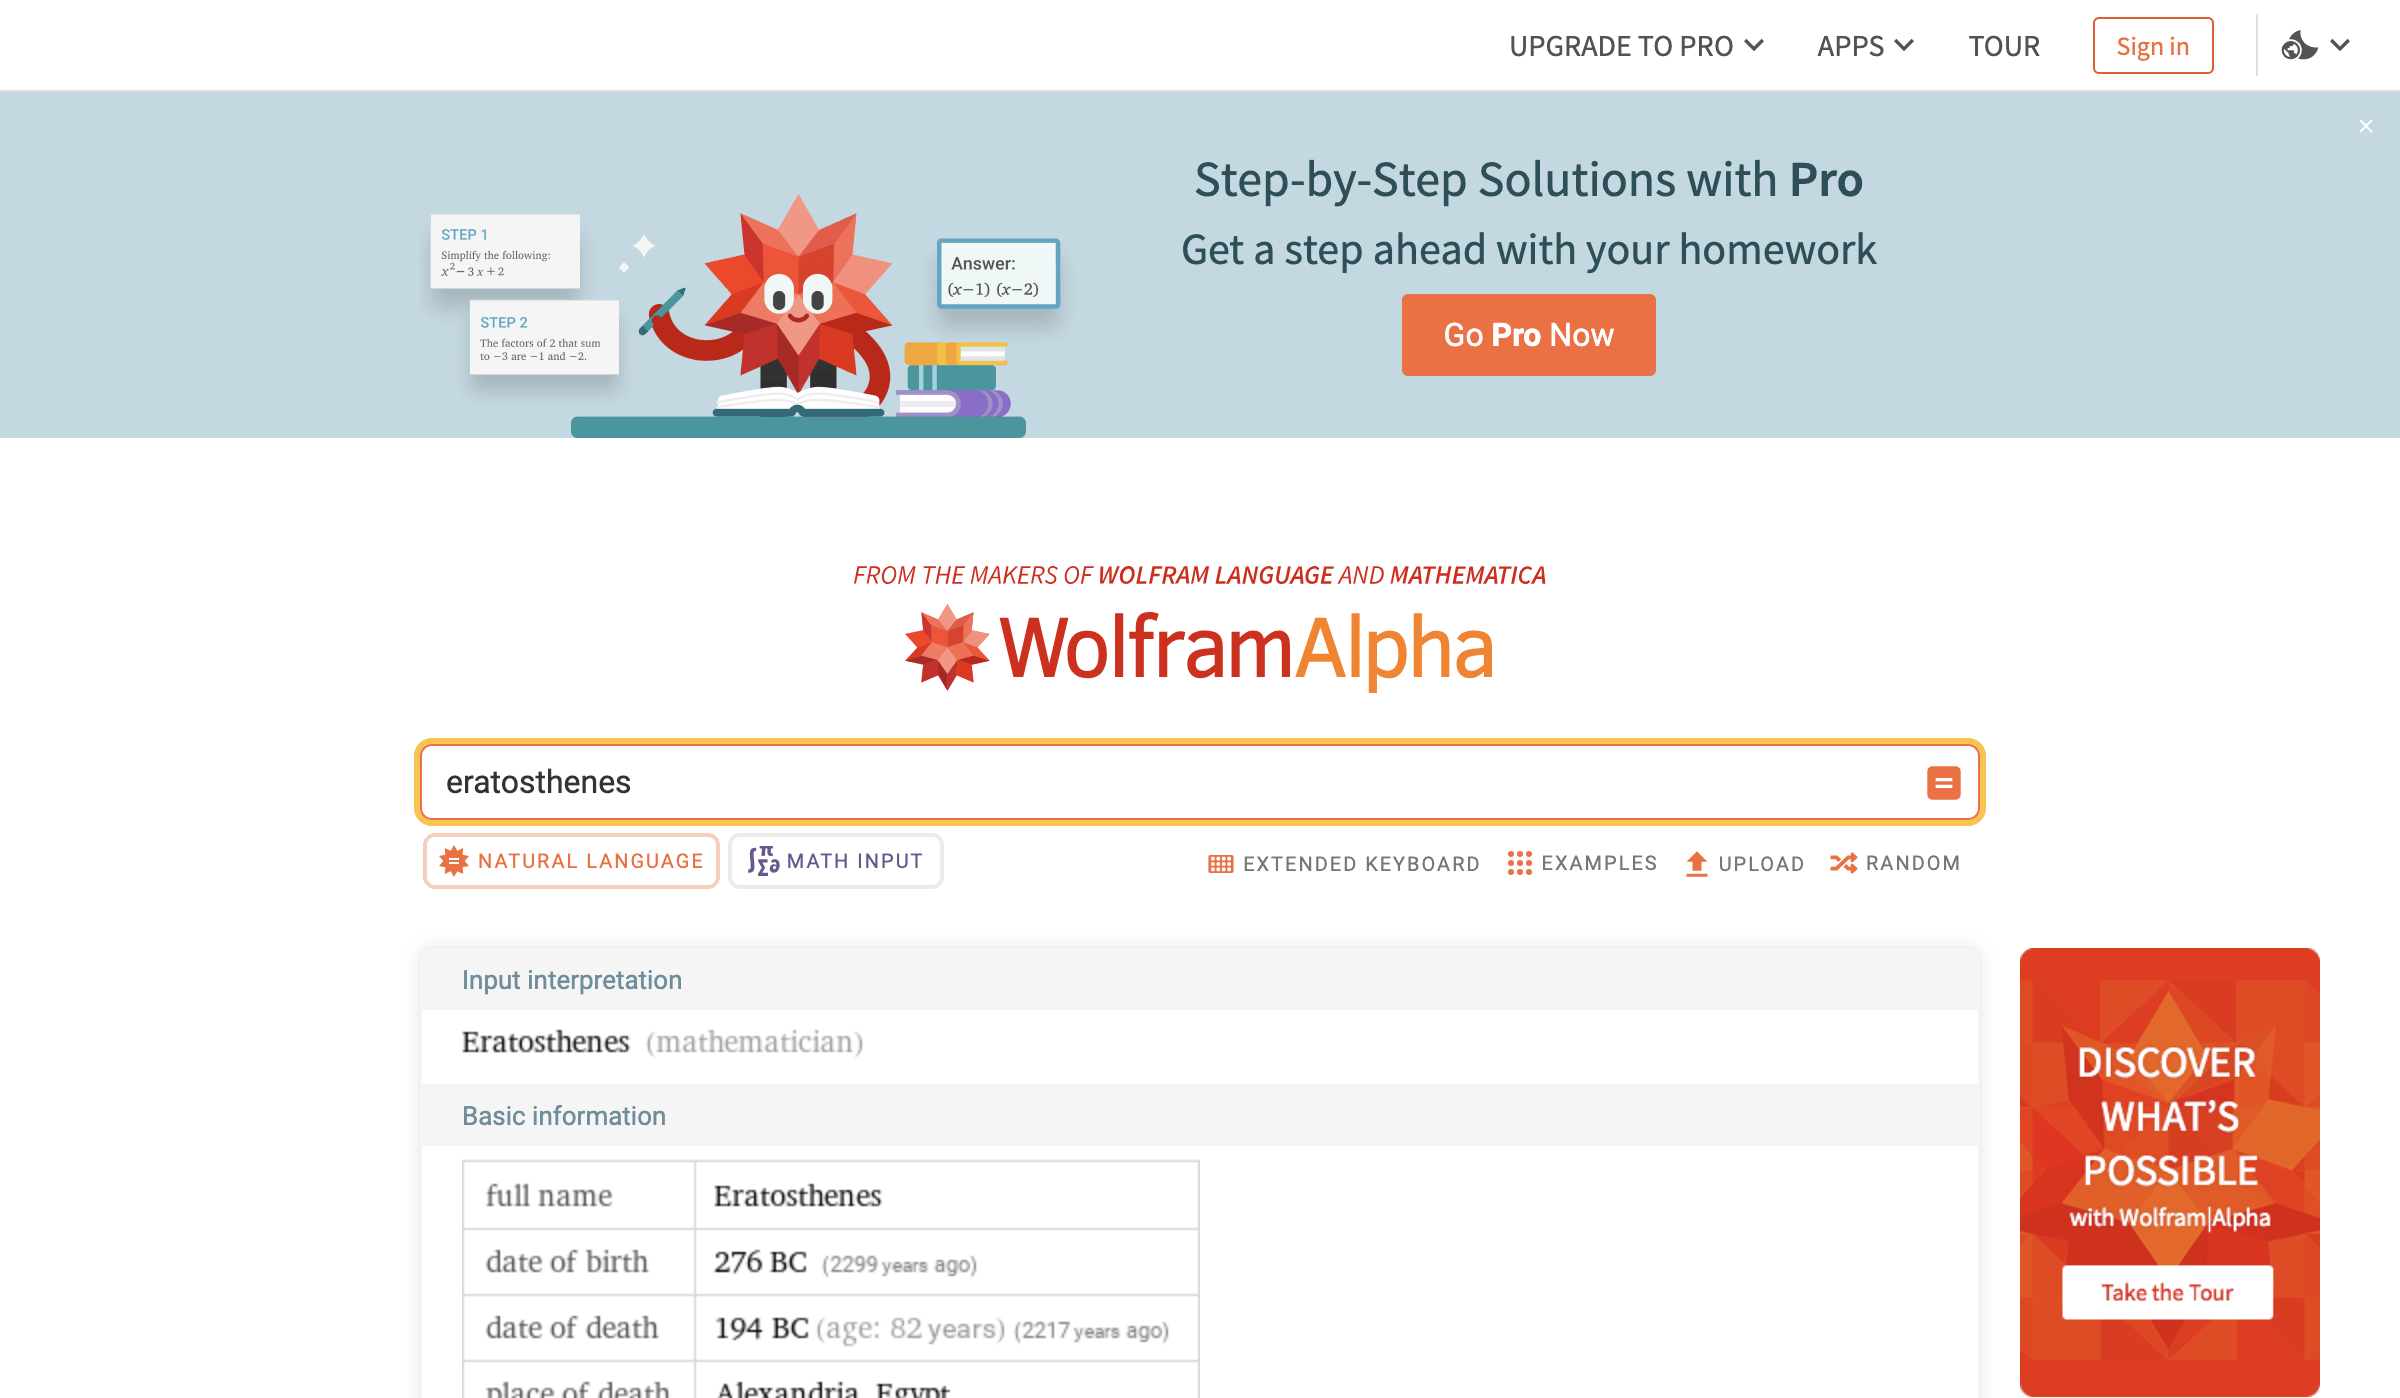 UPGRADE TO PRO
APPS
TOUR
Sign in
Step-by-Step Solutions with Pro
Get a step ahead with your homework
Go Pro Now
STEP 1
Simplify the following:
x² – 3 x + 2
STEP 2
The factors of 2 that sum
to −3 are −1 and −2.
Answer:
(x−1) (x−2)
FROM THE MAKERS OF WOLFRAM LANGUAGE AND MATHEMATICA
WolframAlpha
eratosthenes
NATURAL LANGUAGE
MATH INPUT
EXTENDED KEYBOARD
EXAMPLES
UPLOAD
RANDOM
Input interpretation
Eratosthenes (mathematician)
Basic information
full name Eratosthenes
date of birth 276 BC (2299 years ago)
date of death 194 BC (age: 82 years) (2217 years ago)
place of death Alexandria, Egypt
DISCOVER
WHAT'S
POSSIBLE
with Wolfram|Alpha
Take the Tour